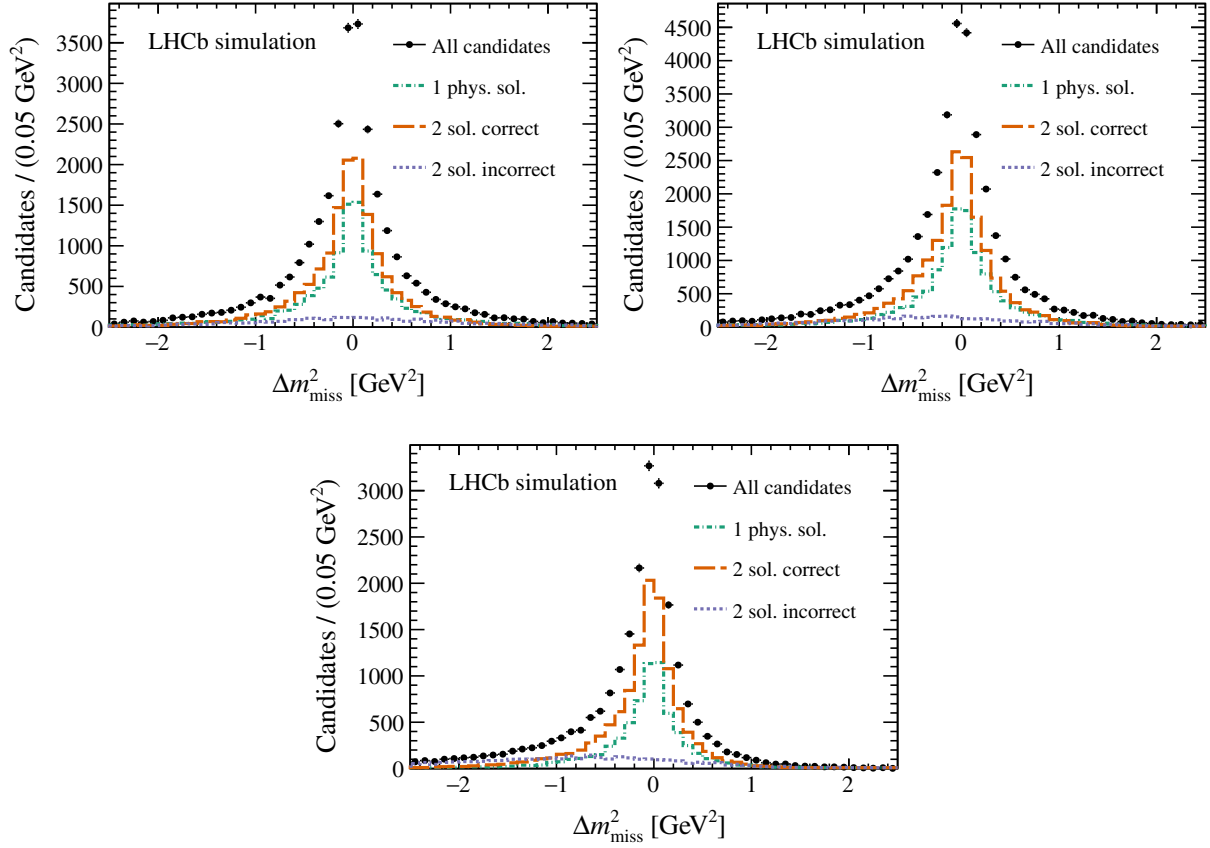 LHCb simulation
All candidates
1 phys. sol.
2 sol. correct
2 sol. incorrect
Candidates / (0.05 GeV²)
3500
3000
2500
2000
1500
1000
500
0
−2
−1
0
1
2
Δm²miss [GeV²]
LHCb simulation
All candidates
1 phys. sol.
2 sol. correct
2 sol. incorrect
Candidates / (0.05 GeV²)
4500
4000
3500
3000
2500
2000
1500
1000
500
0
−2
−1
0
1
2
Δm²miss [GeV²]
LHCb simulation
All candidates
1 phys. sol.
2 sol. correct
2 sol. incorrect
Candidates / (0.05 GeV²)
3000
2500
2000
1500
1000
500
0
−2
−1
0
1
2
Δm²miss [GeV²]